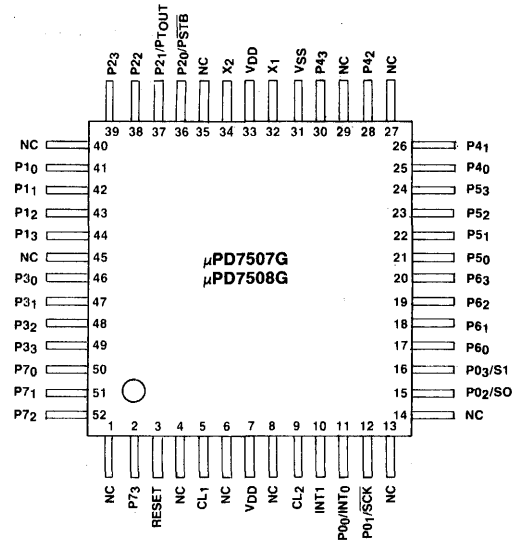 P2₃ P2₂ P2₁/PTOUT P2₀/P̅S̅T̅B̅ NC X₂ VDD X₁ VSS P4₃ NC P4₂ NC
39 38 37 36 35 34 33 32 31 30 29 28 27
NC 40
P1₀ 41
P1₁ 42
P1₂ 43
P1₃ 44
NC 45
P3₀ 46
P3₁ 47
P3₂ 48
P3₃ 49
P7₀ 50
P7₁ 51
P7₂ 52
µPD7507G
µPD7508G
26 P4₁
25 P4₀
24 P5₃
23 P5₂
22 P5₁
21 P5₀
20 P6₃
19 P6₂
18 P6₁
17 P6₀
16 P0₃/S1
15 P0₂/SO
14 NC
1 2 3 4 5 6 7 8 9 10 11 12 13
NC P7₃ RESET NC CL₁ NC VDD NC CL₂ INT1 P0₀/INT₀ P0₁/S̅C̅K̅ NC